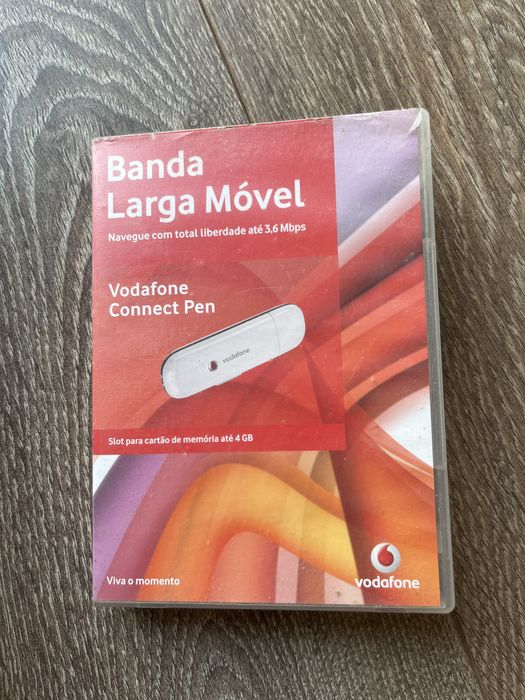 Banda
Larga Móvel
Navegue com total liberdade até 3,6 Mbps
Vodafone
Connect Pen
vodafone
Slot para cartão de memória até 4 GB
Viva o momento
vodafone